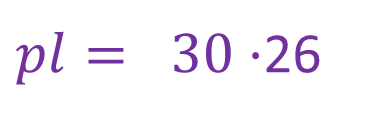 pl = 30 ·26